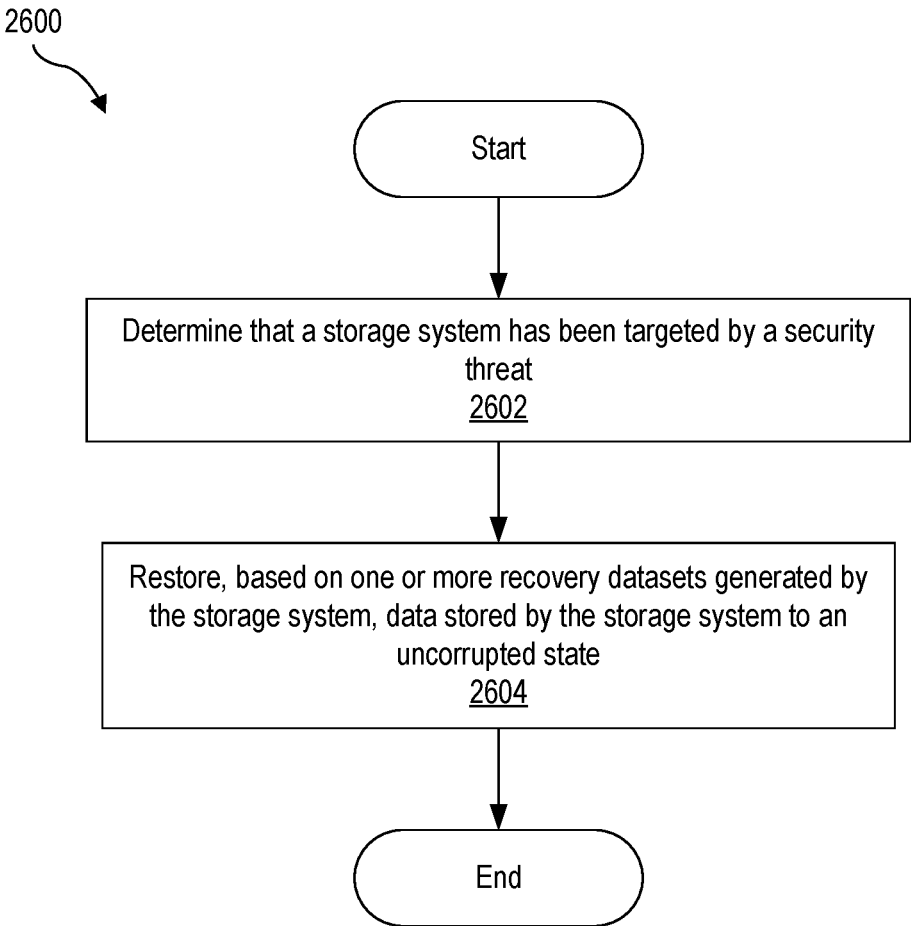 2600
Start
Determine that a storage system has been targeted by a security
threat
2602
Restore, based on one or more recovery datasets generated by
the storage system, data stored by the storage system to an
uncorrupted state
2604
End